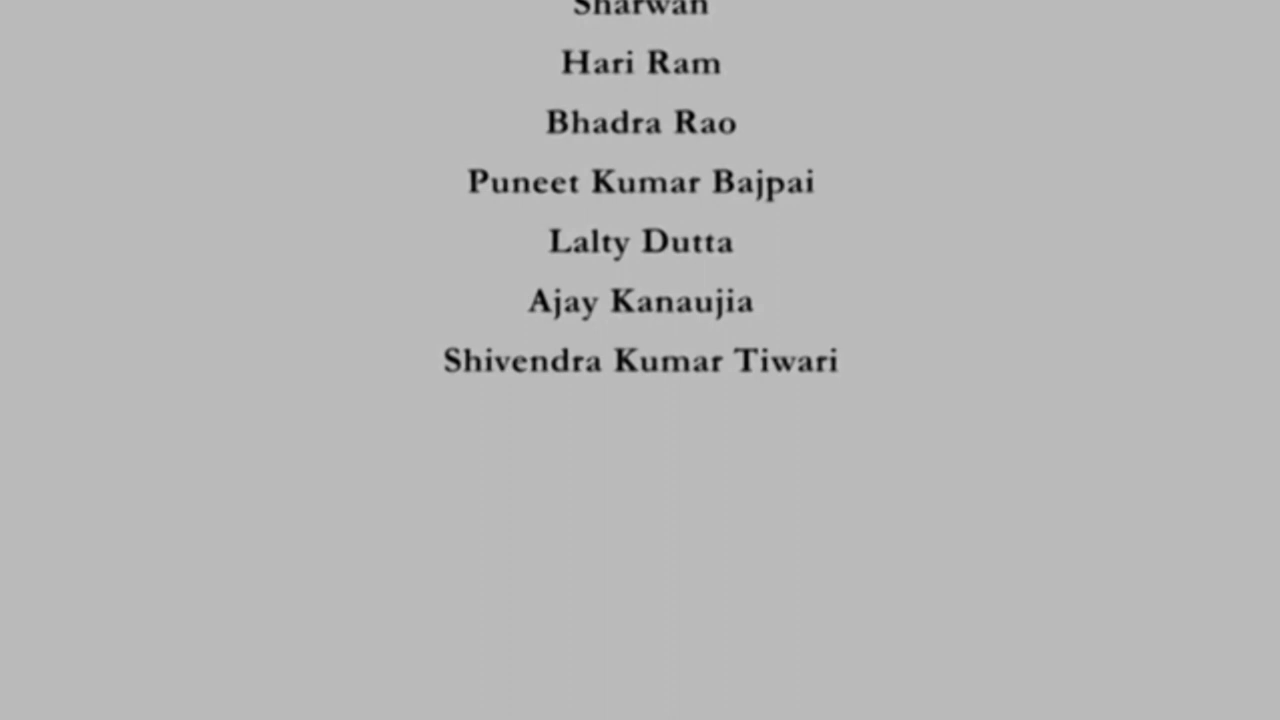 Sharwan
Hari Ram
Bhadra Rao
Puneet Kumar Bajpai
Lalty Dutta
Ajay Kanaujia
Shivendra Kumar Tiwari